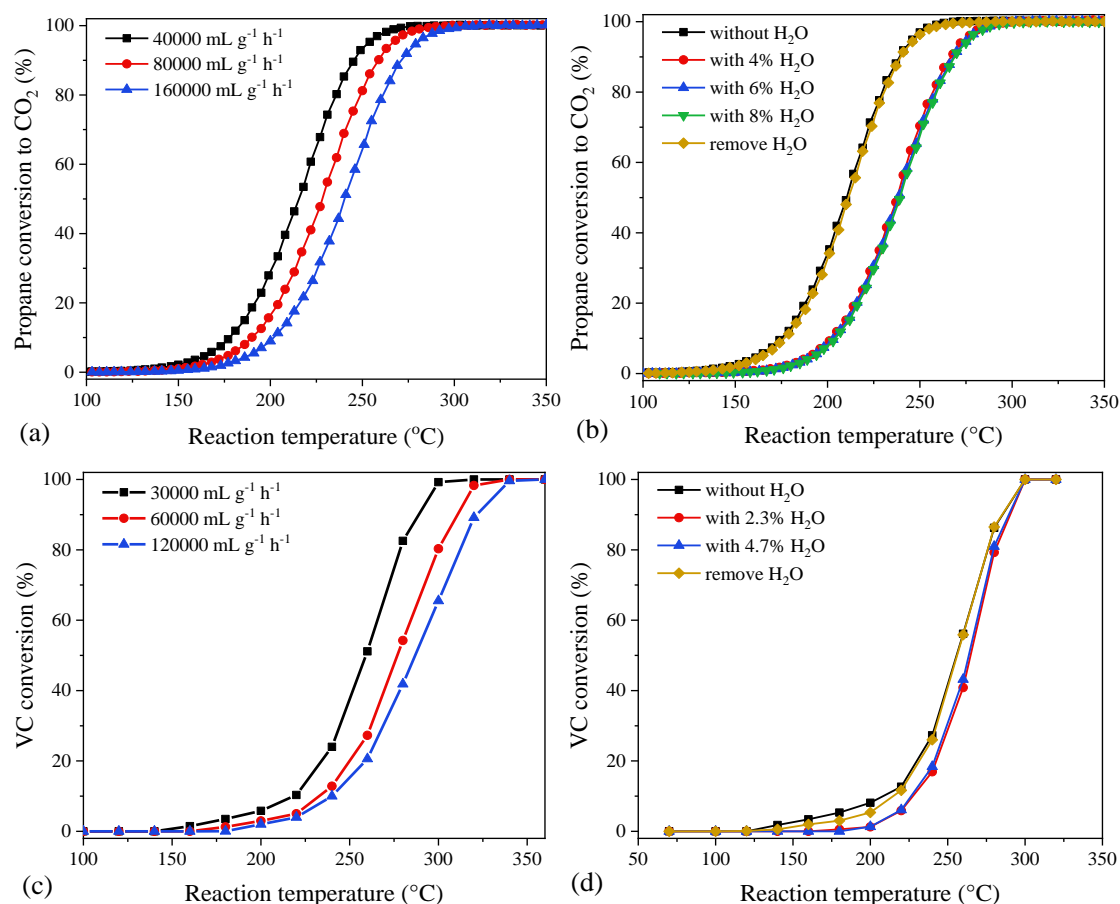 Propane conversion to CO₂ (%)
100
80
60
40
20
0
40000 mL g⁻¹ h⁻¹
80000 mL g⁻¹ h⁻¹
160000 mL g⁻¹ h⁻¹
100 150 200 250 300 350
Reaction temperature (°C)
(a)
Propane conversion to CO₂ (%)
100
80
60
40
20
0
without H₂O
with 4% H₂O
with 6% H₂O
with 8% H₂O
remove H₂O
100 150 200 250 300 350
Reaction temperature (°C)
(b)
VC conversion (%)
100
80
60
40
20
0
30000 mL g⁻¹ h⁻¹
60000 mL g⁻¹ h⁻¹
120000 mL g⁻¹ h⁻¹
100 150 200 250 300 350
Reaction temperature (°C)
(c)
VC conversion (%)
100
80
60
40
20
0
without H₂O
with 2.3% H₂O
with 4.7% H₂O
remove H₂O
50 100 150 200 250 300 350
Reaction temperature (°C)
(d)